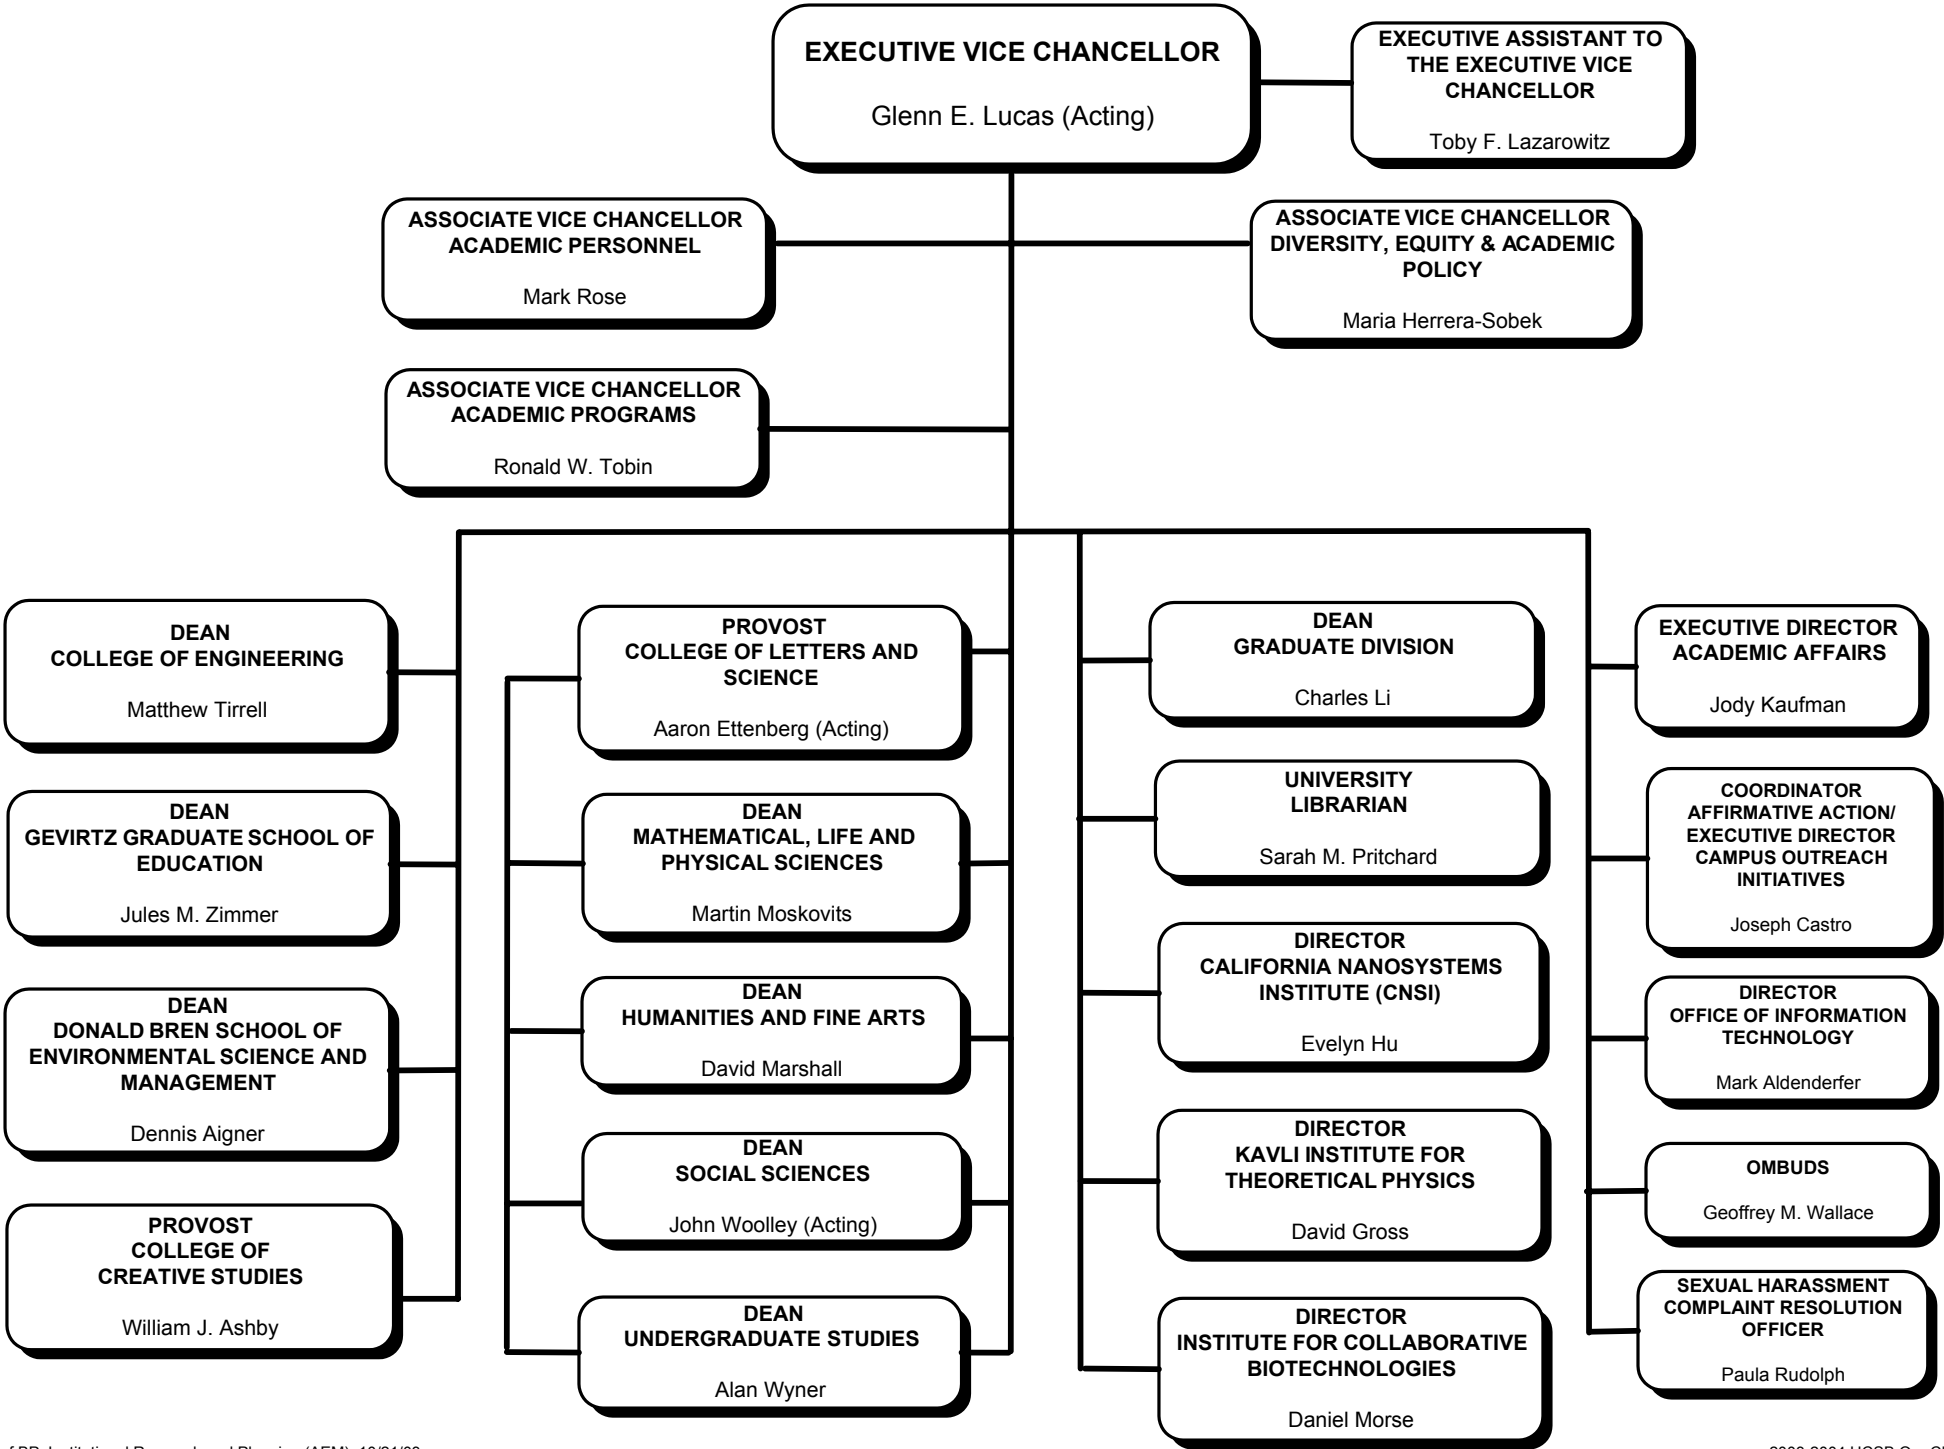 EXECUTIVE VICE CHANCELLOR
Glenn E. Lucas (Acting)
EXECUTIVE ASSISTANT TO
THE EXECUTIVE VICE
CHANCELLOR
Toby F. Lazarowitz
ASSOCIATE VICE CHANCELLOR
ACADEMIC PERSONNEL
Mark Rose
ASSOCIATE VICE CHANCELLOR
DIVERSITY, EQUITY & ACADEMIC
POLICY
Maria Herrera-Sobek
ASSOCIATE VICE CHANCELLOR
ACADEMIC PROGRAMS
Ronald W. Tobin
DEAN
COLLEGE OF ENGINEERING
Matthew Tirrell
DEAN
GEVIRTZ GRADUATE SCHOOL OF
EDUCATION
Jules M. Zimmer
DEAN
DONALD BREN SCHOOL OF
ENVIRONMENTAL SCIENCE AND
MANAGEMENT
Dennis Aigner
PROVOST
COLLEGE OF
CREATIVE STUDIES
William J. Ashby
PROVOST
COLLEGE OF LETTERS AND
SCIENCE
Aaron Ettenberg (Acting)
DEAN
MATHEMATICAL, LIFE AND
PHYSICAL SCIENCES
Martin Moskovits
DEAN
HUMANITIES AND FINE ARTS
David Marshall
DEAN
SOCIAL SCIENCES
John Woolley (Acting)
DEAN
UNDERGRADUATE STUDIES
Alan Wyner
DEAN
GRADUATE DIVISION
Charles Li
UNIVERSITY
LIBRARIAN
Sarah M. Pritchard
DIRECTOR
CALIFORNIA NANOSYSTEMS
INSTITUTE (CNSI)
Evelyn Hu
DIRECTOR
KAVLI INSTITUTE FOR
THEORETICAL PHYSICS
David Gross
DIRECTOR
INSTITUTE FOR COLLABORATIVE
BIOTECHNOLOGIES
Daniel Morse
EXECUTIVE DIRECTOR
ACADEMIC AFFAIRS
Jody Kaufman
COORDINATOR
AFFIRMATIVE ACTION/
EXECUTIVE DIRECTOR
CAMPUS OUTREACH
INITIATIVES
Joseph Castro
DIRECTOR
OFFICE OF INFORMATION
TECHNOLOGY
Mark Aldenderfer
OMBUDS
Geoffrey M. Wallace
SEXUAL HARASSMENT
COMPLAINT RESOLUTION
OFFICER
Paula Rudolph